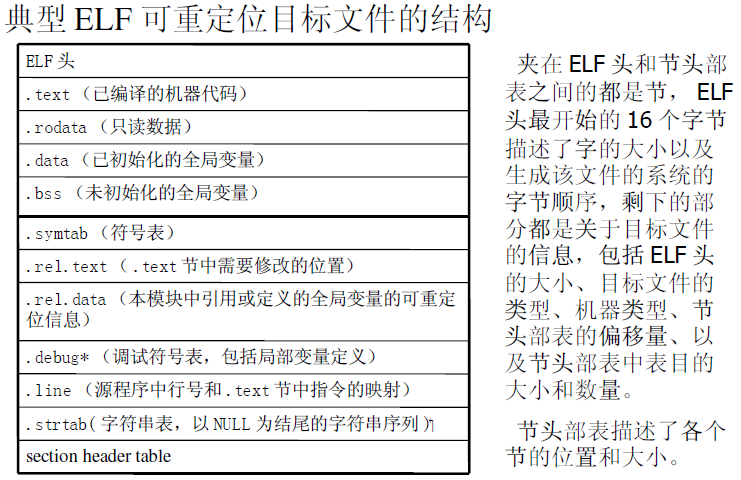 典型 ELF 可重定位目标文件的结构
ELF 头
.text（已编译的机器代码）
.rodata（只读数据）
.data（已初始化的全局变量）
.bss（未初始化的全局变量）
.symtab（符号表）
.rel.text（.text 节中需要修改的位置）
.rel.data（本模块中引用或定义的全局变量的可重定
位信息）
.debug*（调试符号表，包括局部变量定义）
.line（源程序中行号和.text 节中指令的映射）
.strtab(字符串表，以 NULL 为结尾的字符串序列)
section header table
夹在 ELF 头和节头部
表之间的都是节， ELF
头最开始的 16 个字节
描述了字的大小以及
生成该文件的系统的
字节顺序，剩下的部
分都是关于目标文件
的信息，包括 ELF 头
的大小、目标文件的
类型、机器类型、节
头部表的偏移量、以
及节头部表中表目的
大小和数量。
节头部表描述了各个
节的位置和大小。